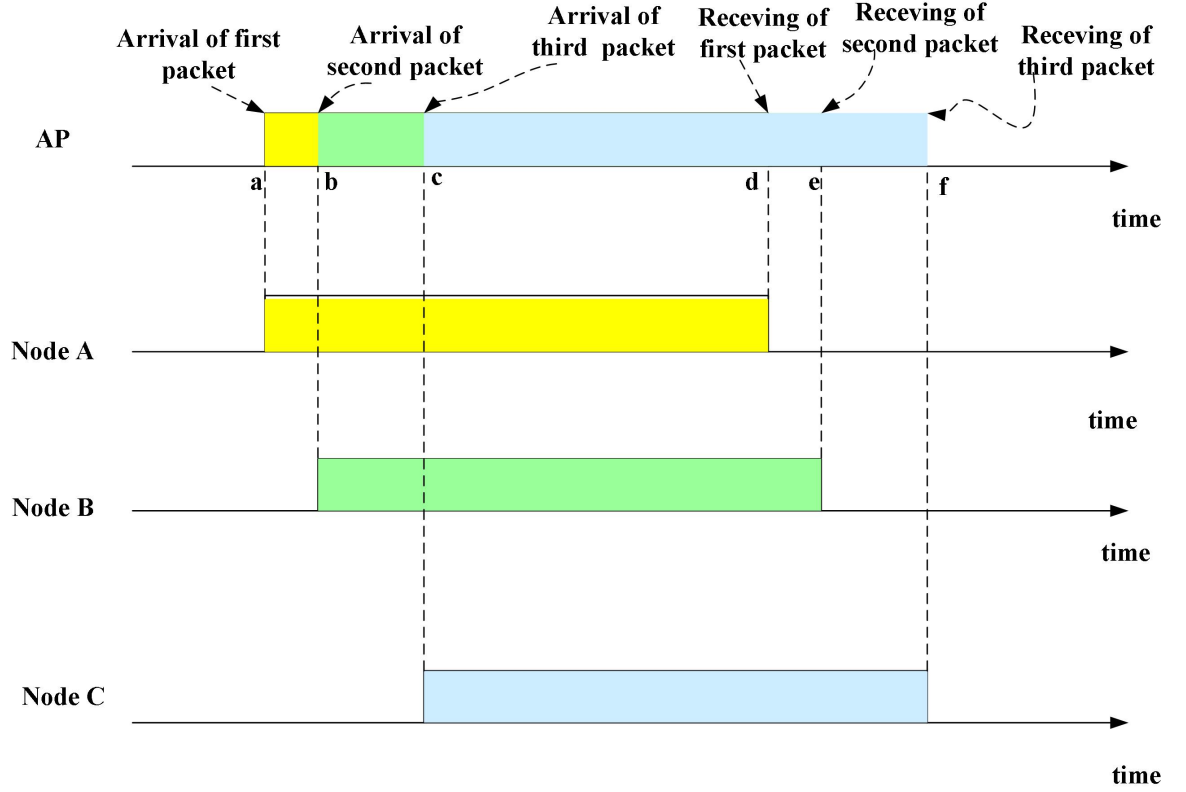 Arrival of first
packet
Arrival of
second packet
Arrival of
third packet
Receving of
first packet
Receving of
second packet
Receving of
third packet
AP
a
b
c
d
e
f
time
Node A
time
Node B
time
Node C
time